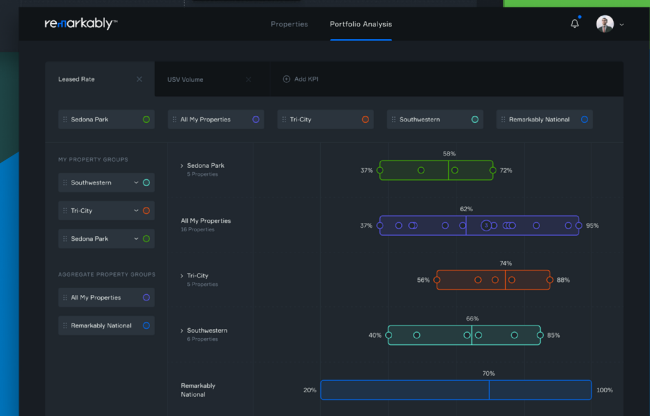 remarkably™
Properties
Portfolio Analysis
Leased Rate
USV Volume
Add KPI
Sedona Park
All My Properties
Tri-City
Southwestern
Remarkably National
MY PROPERTY GROUPS
Southwestern
Tri-City
Sedona Park
AGGREGATE PROPERTY GROUPS
All My Properties
Remarkably National
Sedona Park
5 Properties
37%
58%
72%
All My Properties
16 Properties
37%
62%
95%
Tri-City
5 Properties
56%
74%
88%
Southwestern
6 Properties
40%
66%
85%
Remarkably
National
20%
70%
100%